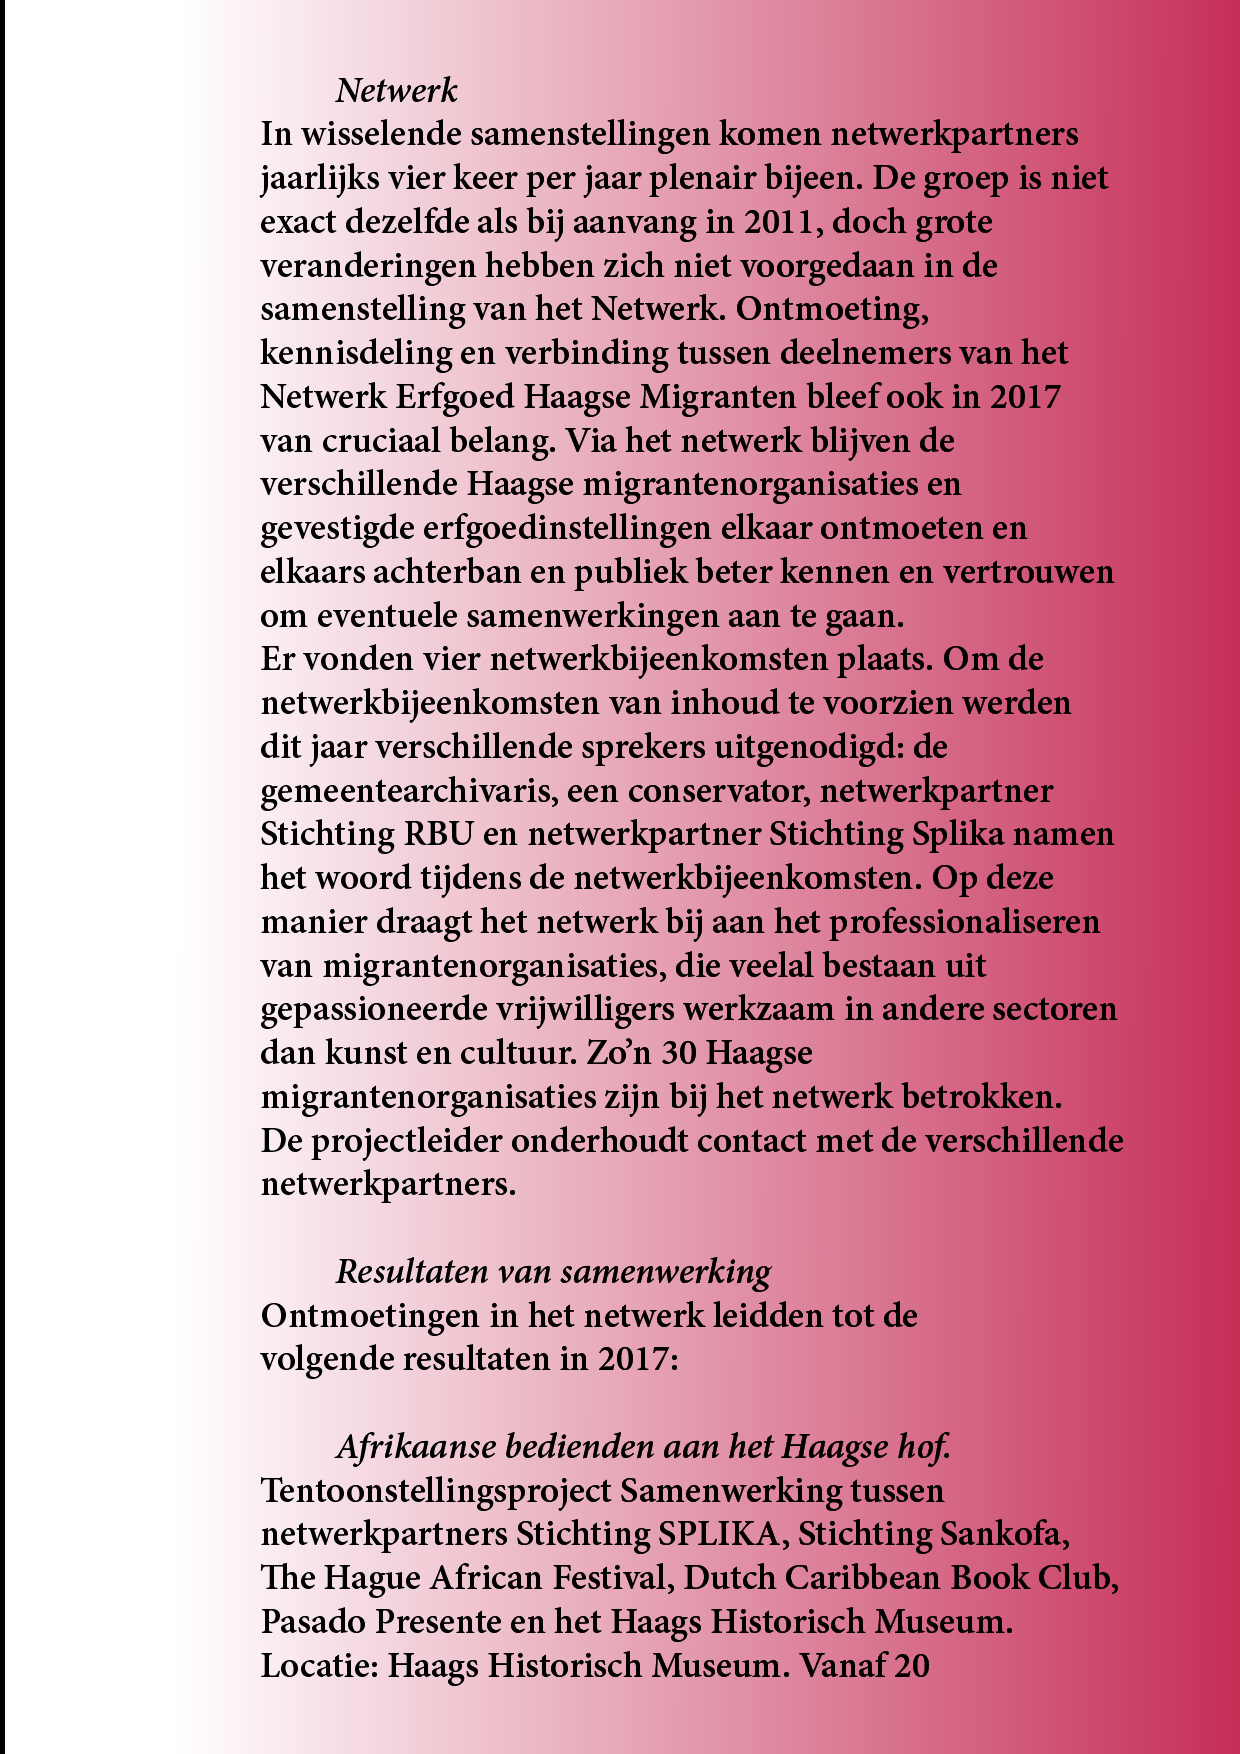 Netwerk
In wisselende samenstellingen komen netwerkpartners
jaarlijks vier keer per jaar plenair bijeen. De groep is niet
exact dezelfde als bij aanvang in 2011, doch grote
veranderingen hebben zich niet voorgedaan in de
samenstelling van het Netwerk. Ontmoeting,
kennisdeling en verbinding tussen deelnemers van het
Netwerk Erfgoed Haagse Migranten bleef ook in 2017
van cruciaal belang. Via het netwerk blijven de
verschillende Haagse migrantenorganisaties en
gevestigde erfgoedinstellingen elkaar ontmoeten en
elkaars achterban en publiek beter kennen en vertrouwen
om eventuele samenwerkingen aan te gaan.
Er vonden vier netwerkbijeenkomsten plaats. Om de
netwerkbijeenkomsten van inhoud te voorzien werden
dit jaar verschillende sprekers uitgenodigd: de
gemeentearchivaris, een conservator, netwerkpartner
Stichting RBU en netwerkpartner Stichting Splika namen
het woord tijdens de netwerkbijeenkomsten. Op deze
manier draagt het netwerk bij aan het professionaliseren
van migrantenorganisaties, die veelal bestaan uit
gepassioneerde vrijwilligers werkzaam in andere sectoren
dan kunst en cultuur. Zo’n 30 Haagse
migrantenorganisaties zijn bij het netwerk betrokken.
De projectleider onderhoudt contact met de verschillende
netwerkpartners.
Resultaten van samenwerking
Ontmoetingen in het netwerk leidden tot de
volgende resultaten in 2017:
Afrikaanse bedienden aan het Haagse hof.
Tentoonstellingsproject Samenwerking tussen
netwerkpartners Stichting SPLIKA, Stichting Sankofa,
The Hague African Festival, Dutch Caribbean Book Club,
Pasado Presente en het Haags Historisch Museum.
Locatie: Haags Historisch Museum. Vanaf 20